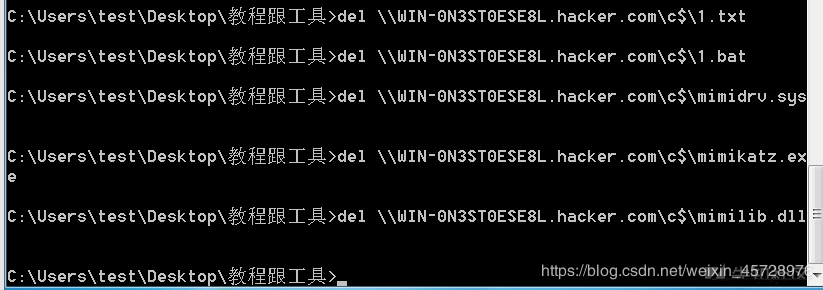 C:\Users\test\Desktop\教程跟工具>del \\WIN-0N3ST0ESE8L.hacker.com\c$\1.txt
C:\Users\test\Desktop\教程跟工具>del \\WIN-0N3ST0ESE8L.hacker.com\c$\1.bat
C:\Users\test\Desktop\教程跟工具>del \\WIN-0N3ST0ESE8L.hacker.com\c$\mimidrv.sys
C:\Users\test\Desktop\教程跟工具>del \\WIN-0N3ST0ESE8L.hacker.com\c$\mimikatz.ex
e
C:\Users\test\Desktop\教程跟工具>del \\WIN-0N3ST0ESE8L.hacker.com\c$\mimilib.dll
C:\Users\test\Desktop\教程跟工具>
https://blog.csdn.net/weixin_45728976